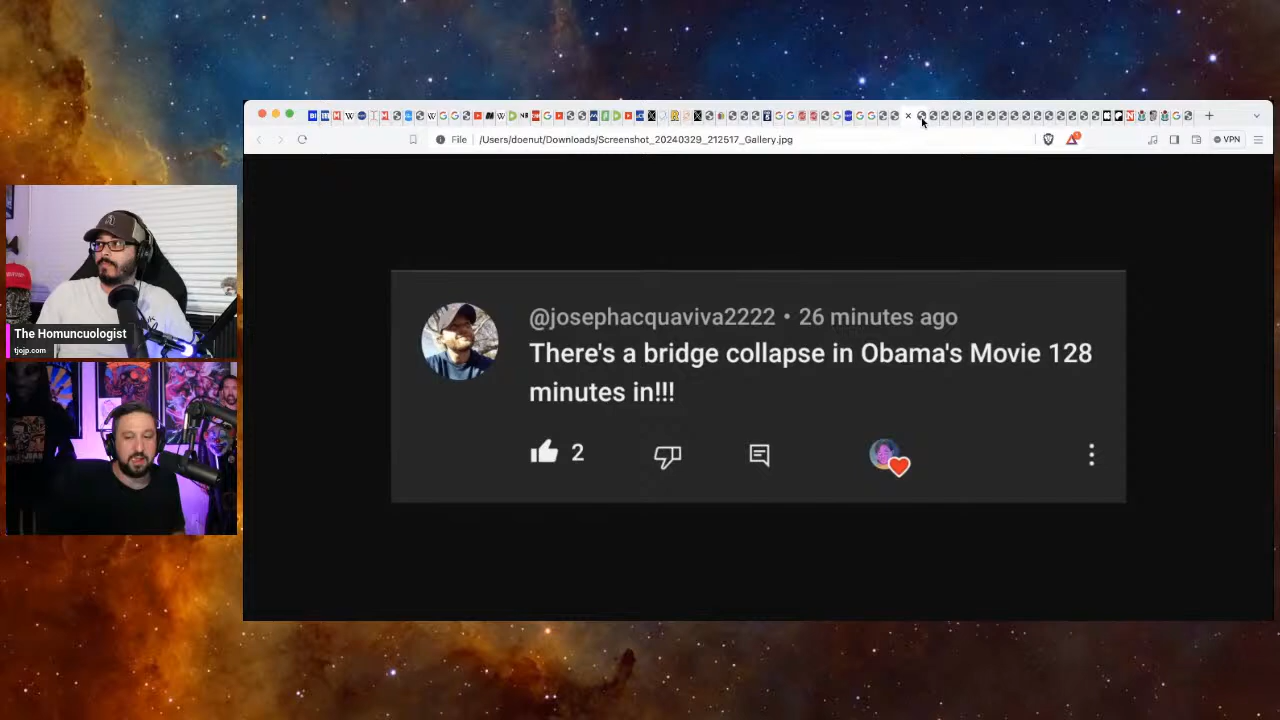 File
/Users/doenut/Downloads/Screenshot_20240329_212517_Gallery.jpg
VPN
@josephacquaviva2222 • 26 minutes ago
There's a bridge collapse in Obama's Movie 128
minutes in!!!
2
The Homuncuologist
tjojp.com